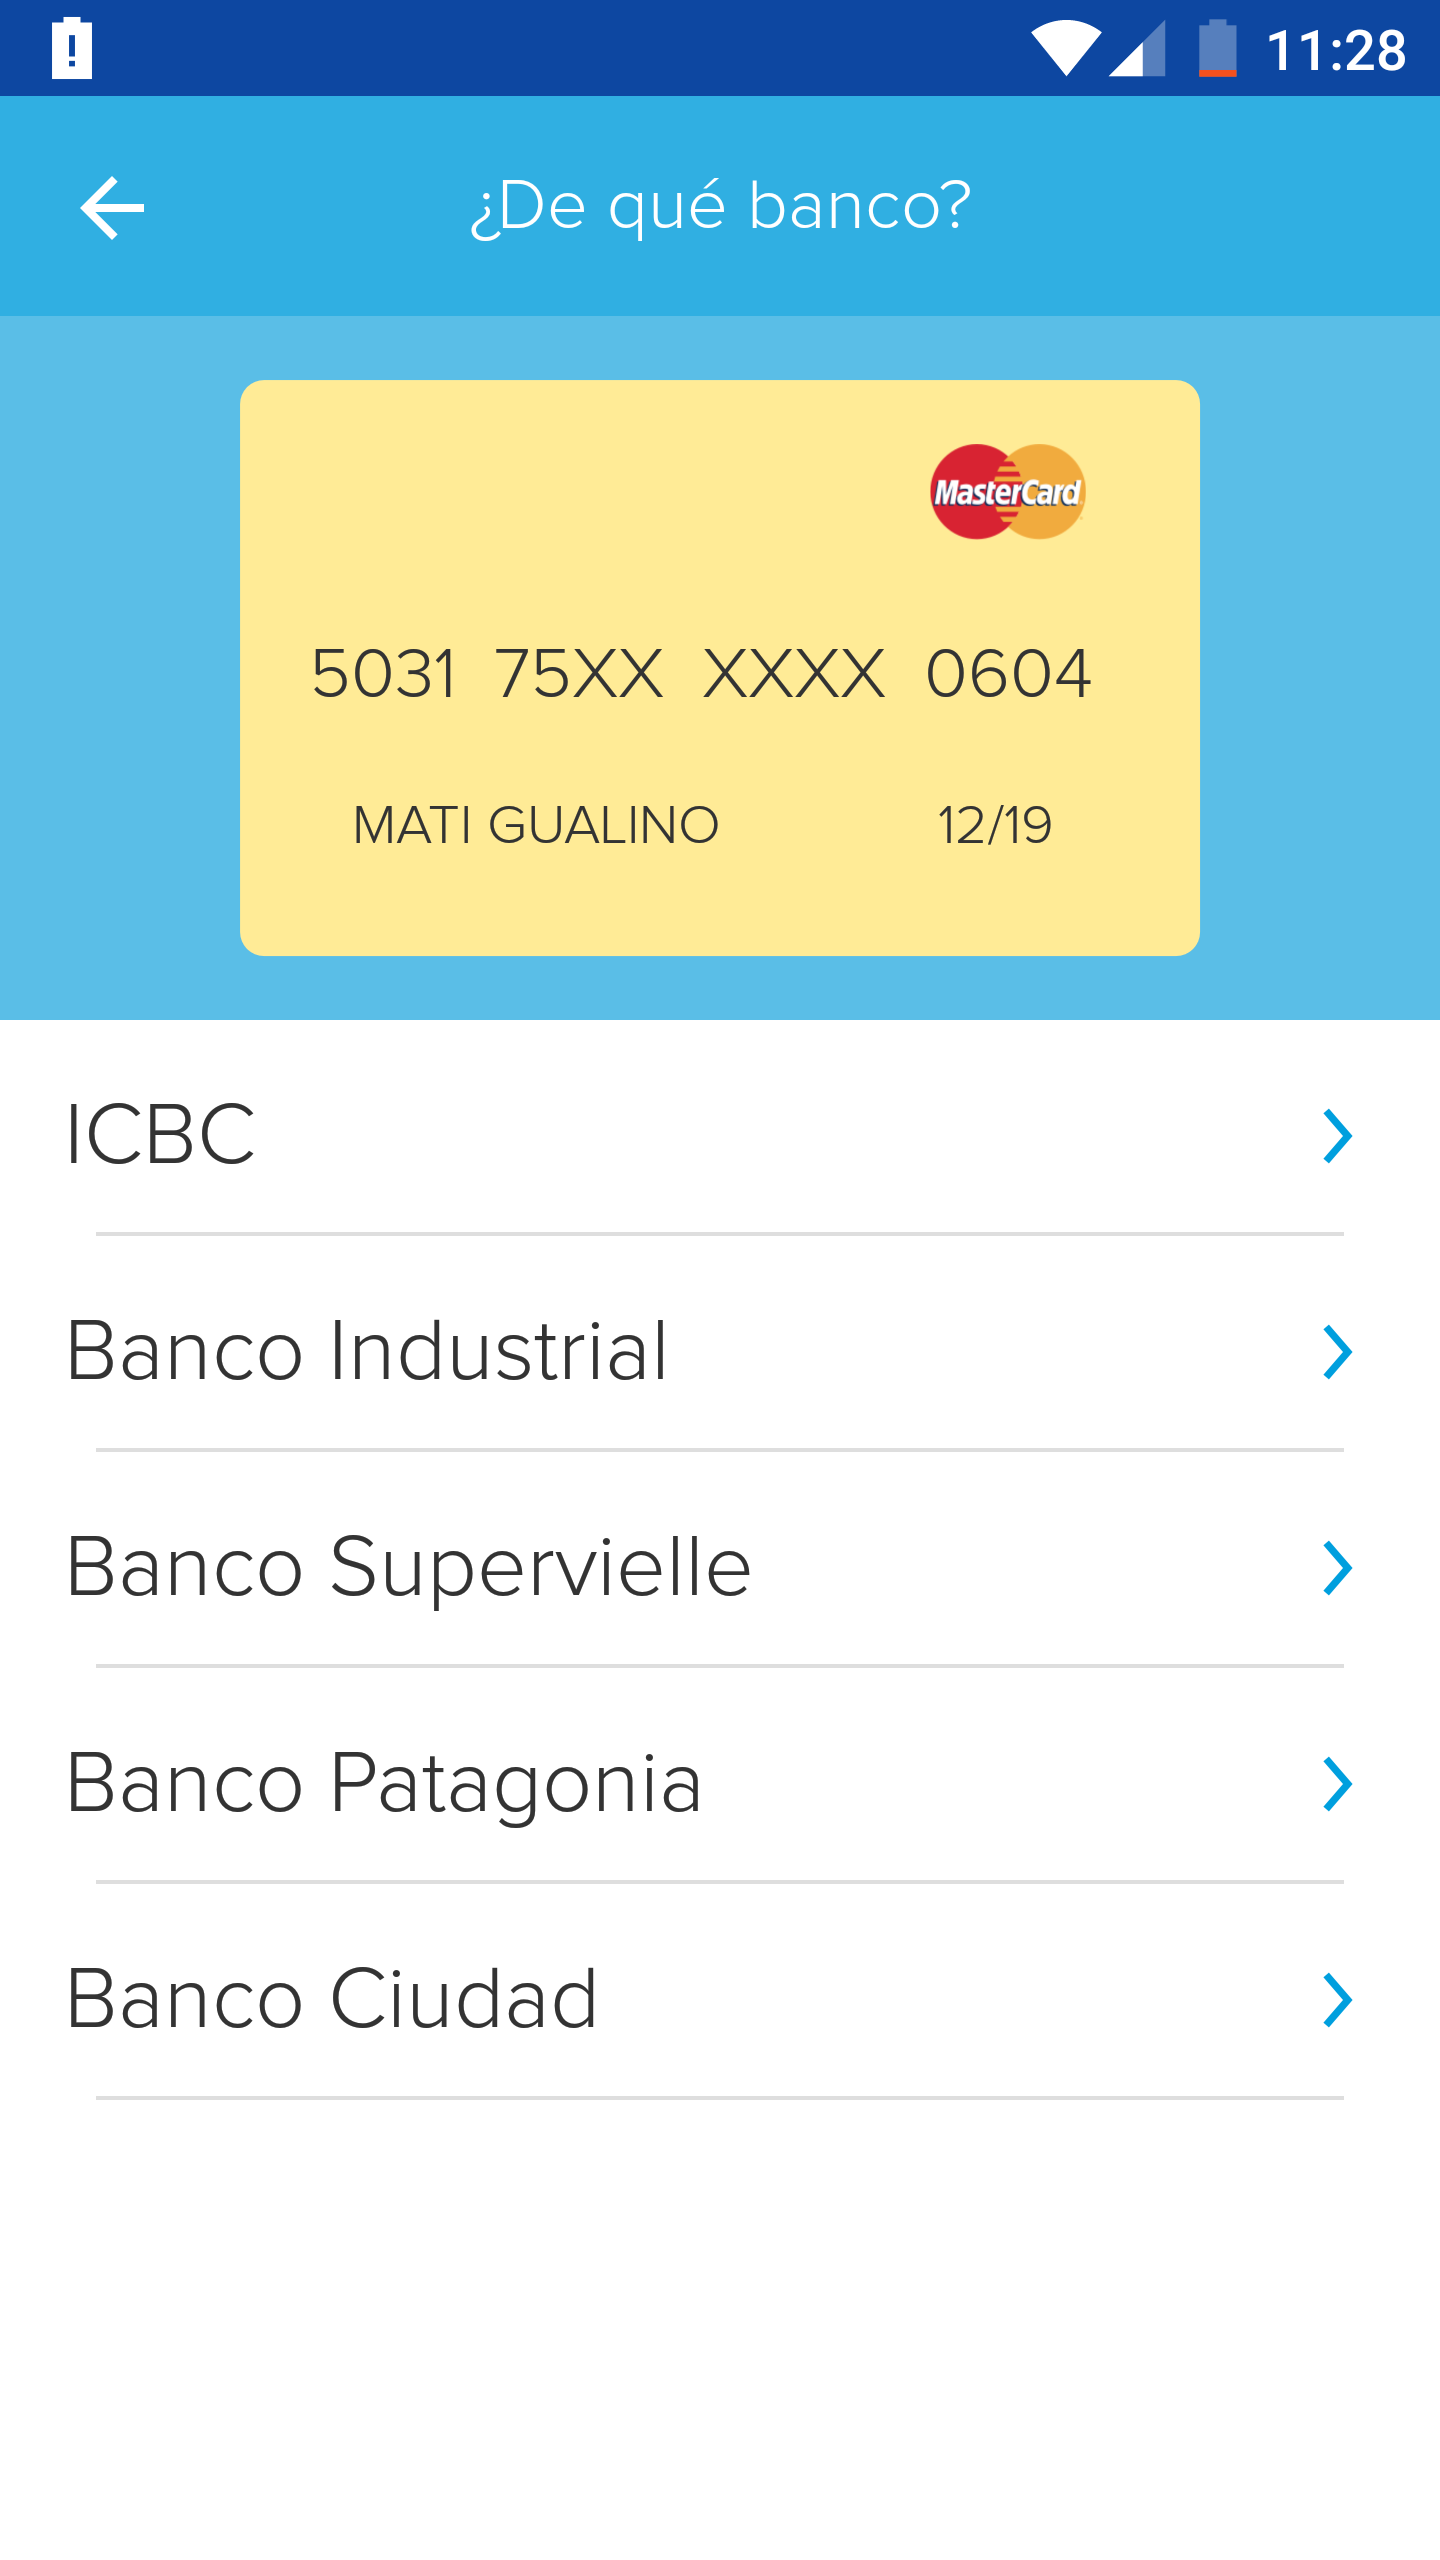 11:28
¿De qué banco?
MasterCard
5031 75XX XXXX 0604
MATI GUALINO 12/19
ICBC
Banco Industrial
Banco Supervielle
Banco Patagonia
Banco Ciudad